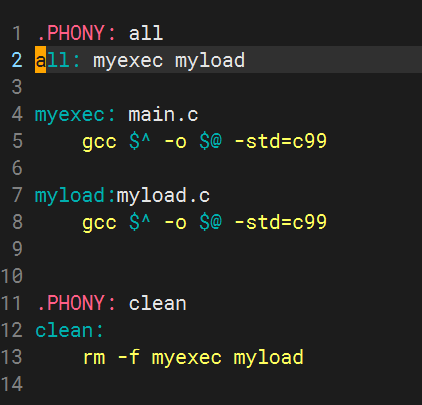 1 .PHONY: all
2 all: myexec myload
3
4 myexec: main.c
5     gcc $^ -o $@ -std=c99
6
7 myload:myload.c
8     gcc $^ -o $@ -std=c99
9
10
11 .PHONY: clean
12 clean:
13     rm -f myexec myload
14